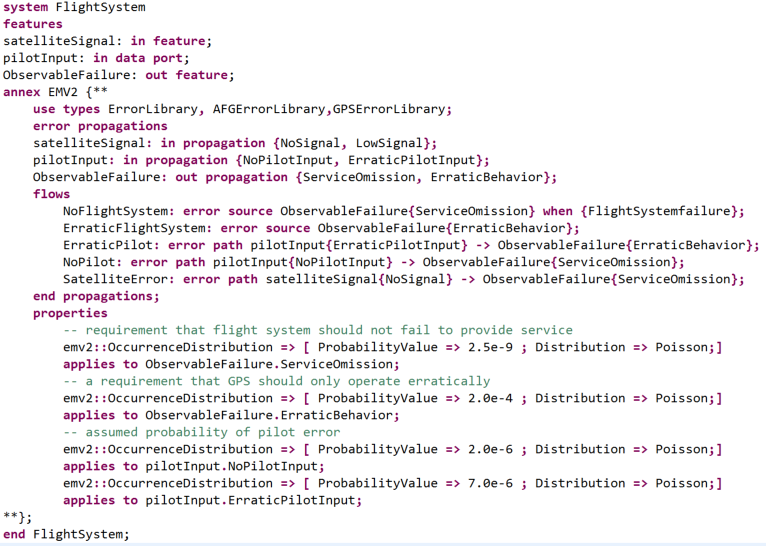 system FlightSystem
features
satelliteSignal: in feature;
pilotInput: in data port;
ObservableFailure: out feature;
annex EMV2 {**
    use types ErrorLibrary, AFGErrorLibrary,GPSErrorLibrary;
    error propagations
    satelliteSignal: in propagation {NoSignal, LowSignal};
    pilotInput: in propagation {NoPilotInput, ErraticPilotInput};
    ObservableFailure: out propagation {ServiceOmission, ErraticBehavior};
    flows
        NoFlightSystem: error source ObservableFailure{ServiceOmission} when {FlightSystemfailure};
        ErraticFlightSystem: error source ObservableFailure{ErraticBehavior};
        ErraticPilot: error path pilotInput{ErraticPilotInput} -> ObservableFailure{ErraticBehavior};
        NoPilot: error path pilotInput{NoPilotInput} -> ObservableFailure{ServiceOmission};
        SatelliteError: error path satelliteSignal{NoSignal} -> ObservableFailure{ServiceOmission};
    end propagations;
    properties
        -- requirement that flight system should not fail to provide service
        emv2::OccurrenceDistribution => [ ProbabilityValue => 2.5e-9 ; Distribution => Poisson;]
        applies to ObservableFailure.ServiceOmission;
        -- a requirement that GPS should only operate erratically
        emv2::OccurrenceDistribution => [ ProbabilityValue => 2.0e-4 ; Distribution => Poisson;]
        applies to ObservableFailure.ErraticBehavior;
        -- assumed probability of pilot error
        emv2::OccurrenceDistribution => [ ProbabilityValue => 2.0e-6 ; Distribution => Poisson;]
        applies to pilotInput.NoPilotInput;
        emv2::OccurrenceDistribution => [ ProbabilityValue => 7.0e-6 ; Distribution => Poisson;]
        applies to pilotInput.ErraticPilotInput;
**};
end FlightSystem;